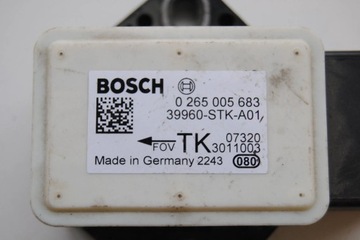 BOSCH
0 265 005 683
39960-STK-A01
FOV TK 07320
3011003
Made in Germany 2243 080